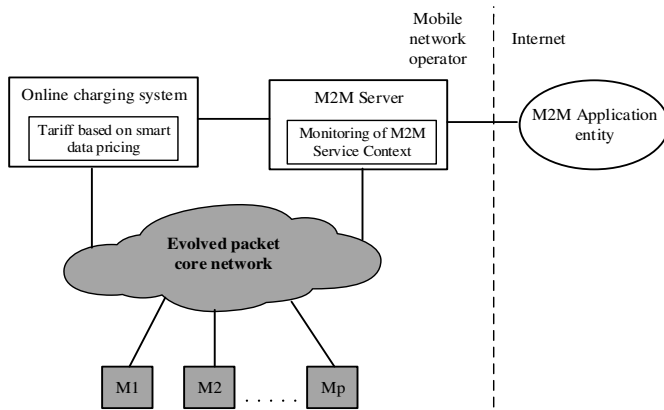 Mobile
network
operator
Internet
Online charging system
Tariff based on smart
data pricing
M2M Server
Monitoring of M2M
Service Context
M2M Application
entity
Evolved packet
core network
M1
M2
. . . . .
Mp